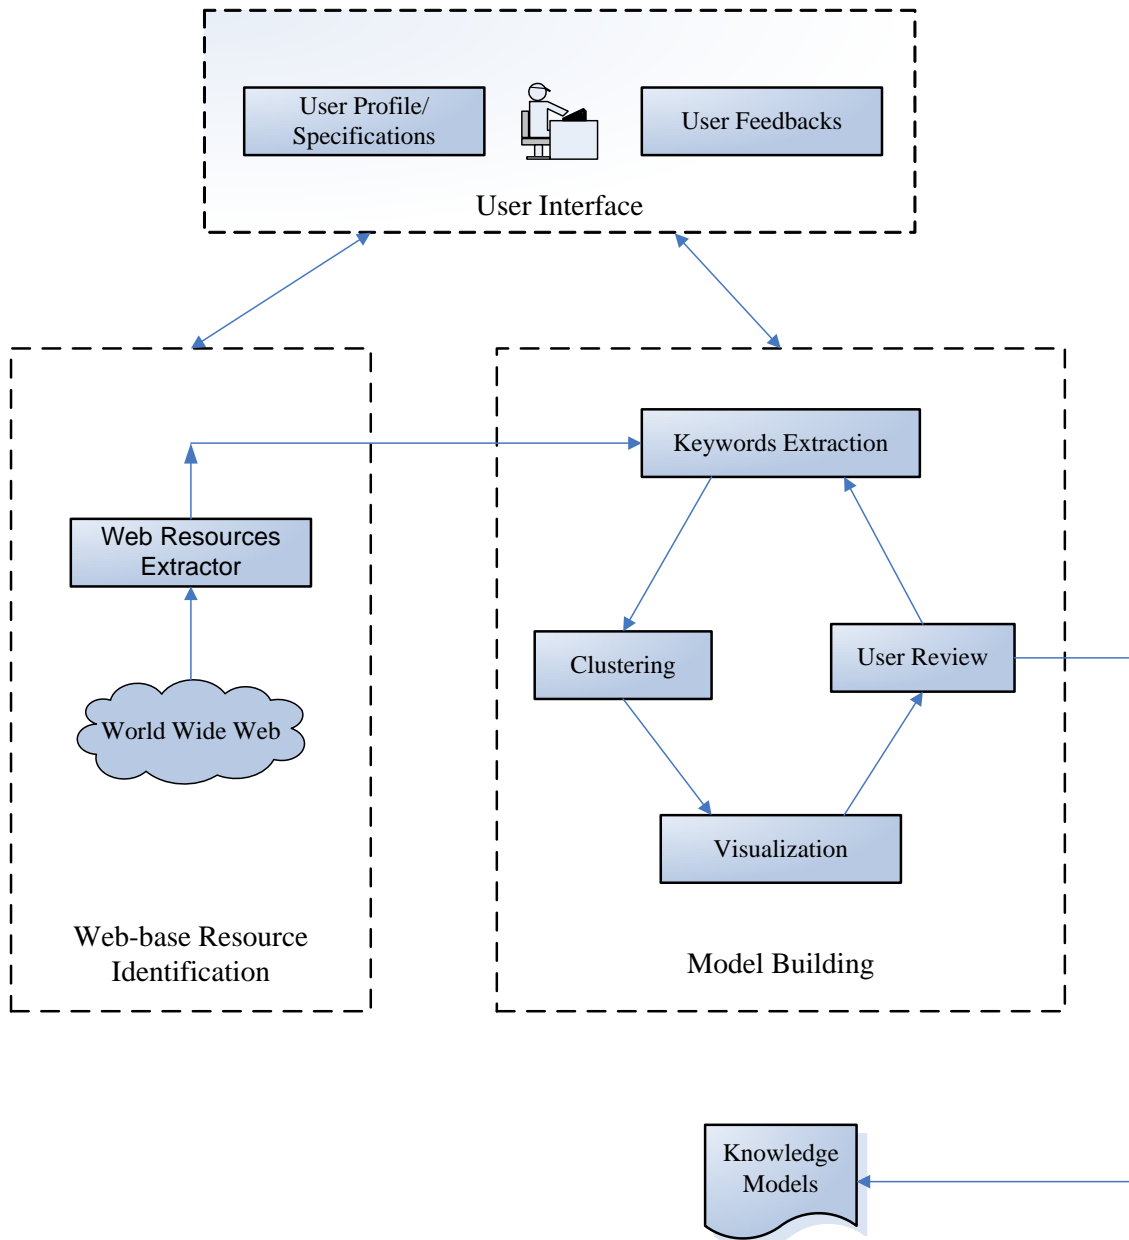 User Profile/
Specifications
User Feedbacks
User Interface
Keywords Extraction
Web Resources
Extractor
Clustering
User Review
World Wide Web
Visualization
Web-base Resource
Identification
Model Building
Knowledge
Models